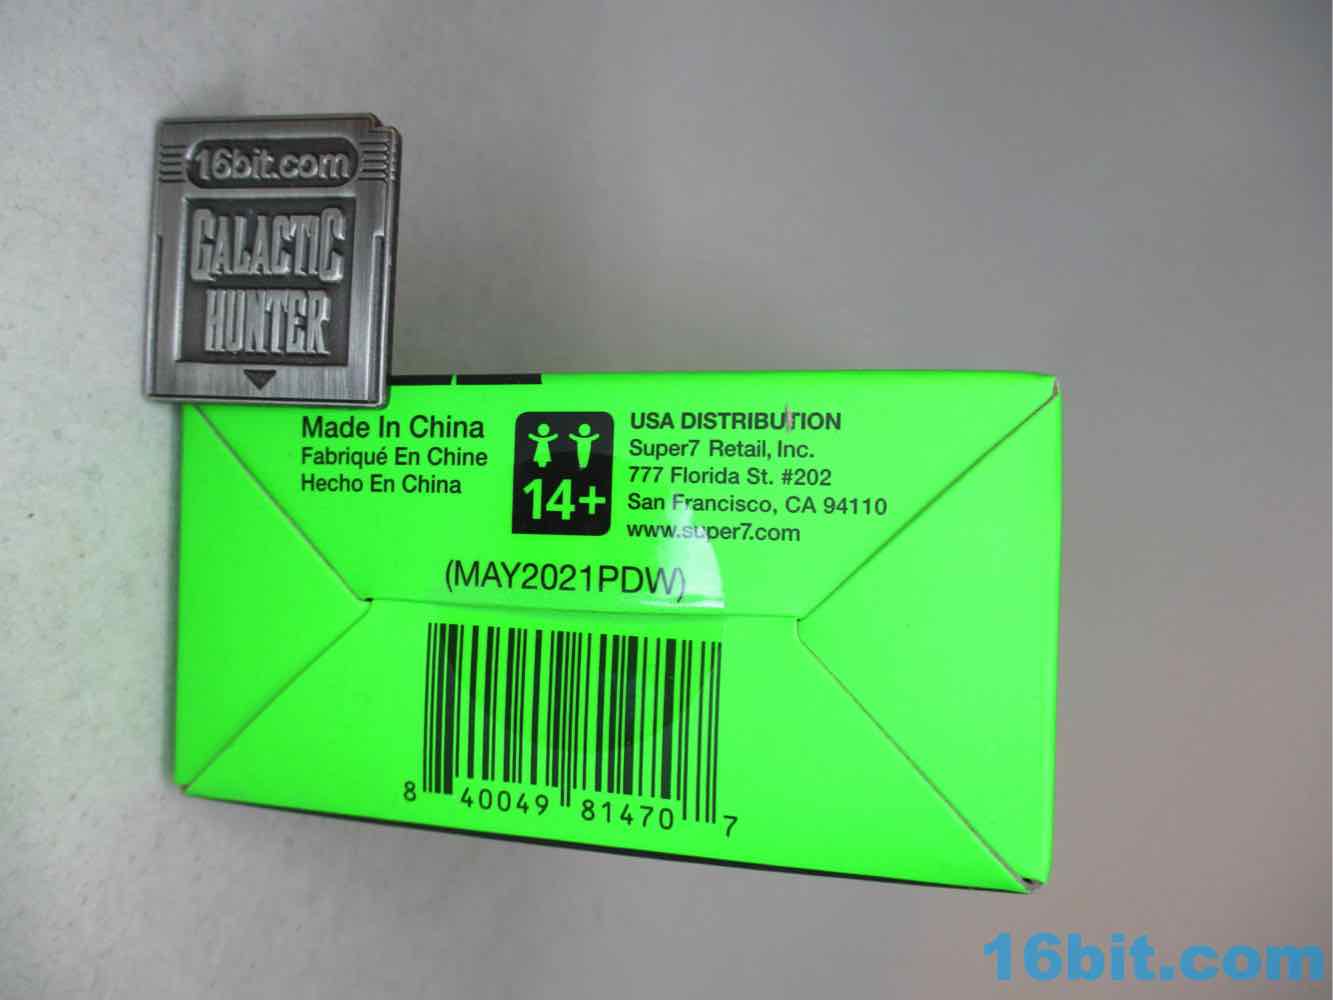 16bit.com
GALACTIC
HUNTER
Made In China
Fabriqué En Chine
Hecho En China
14+
USA DISTRIBUTION
Super7 Retail, Inc.
777 Florida St. #202
San Francisco, CA 94110
www.super7.com
(MAY2021PDW)
8 40049 81470 7
16bit.com